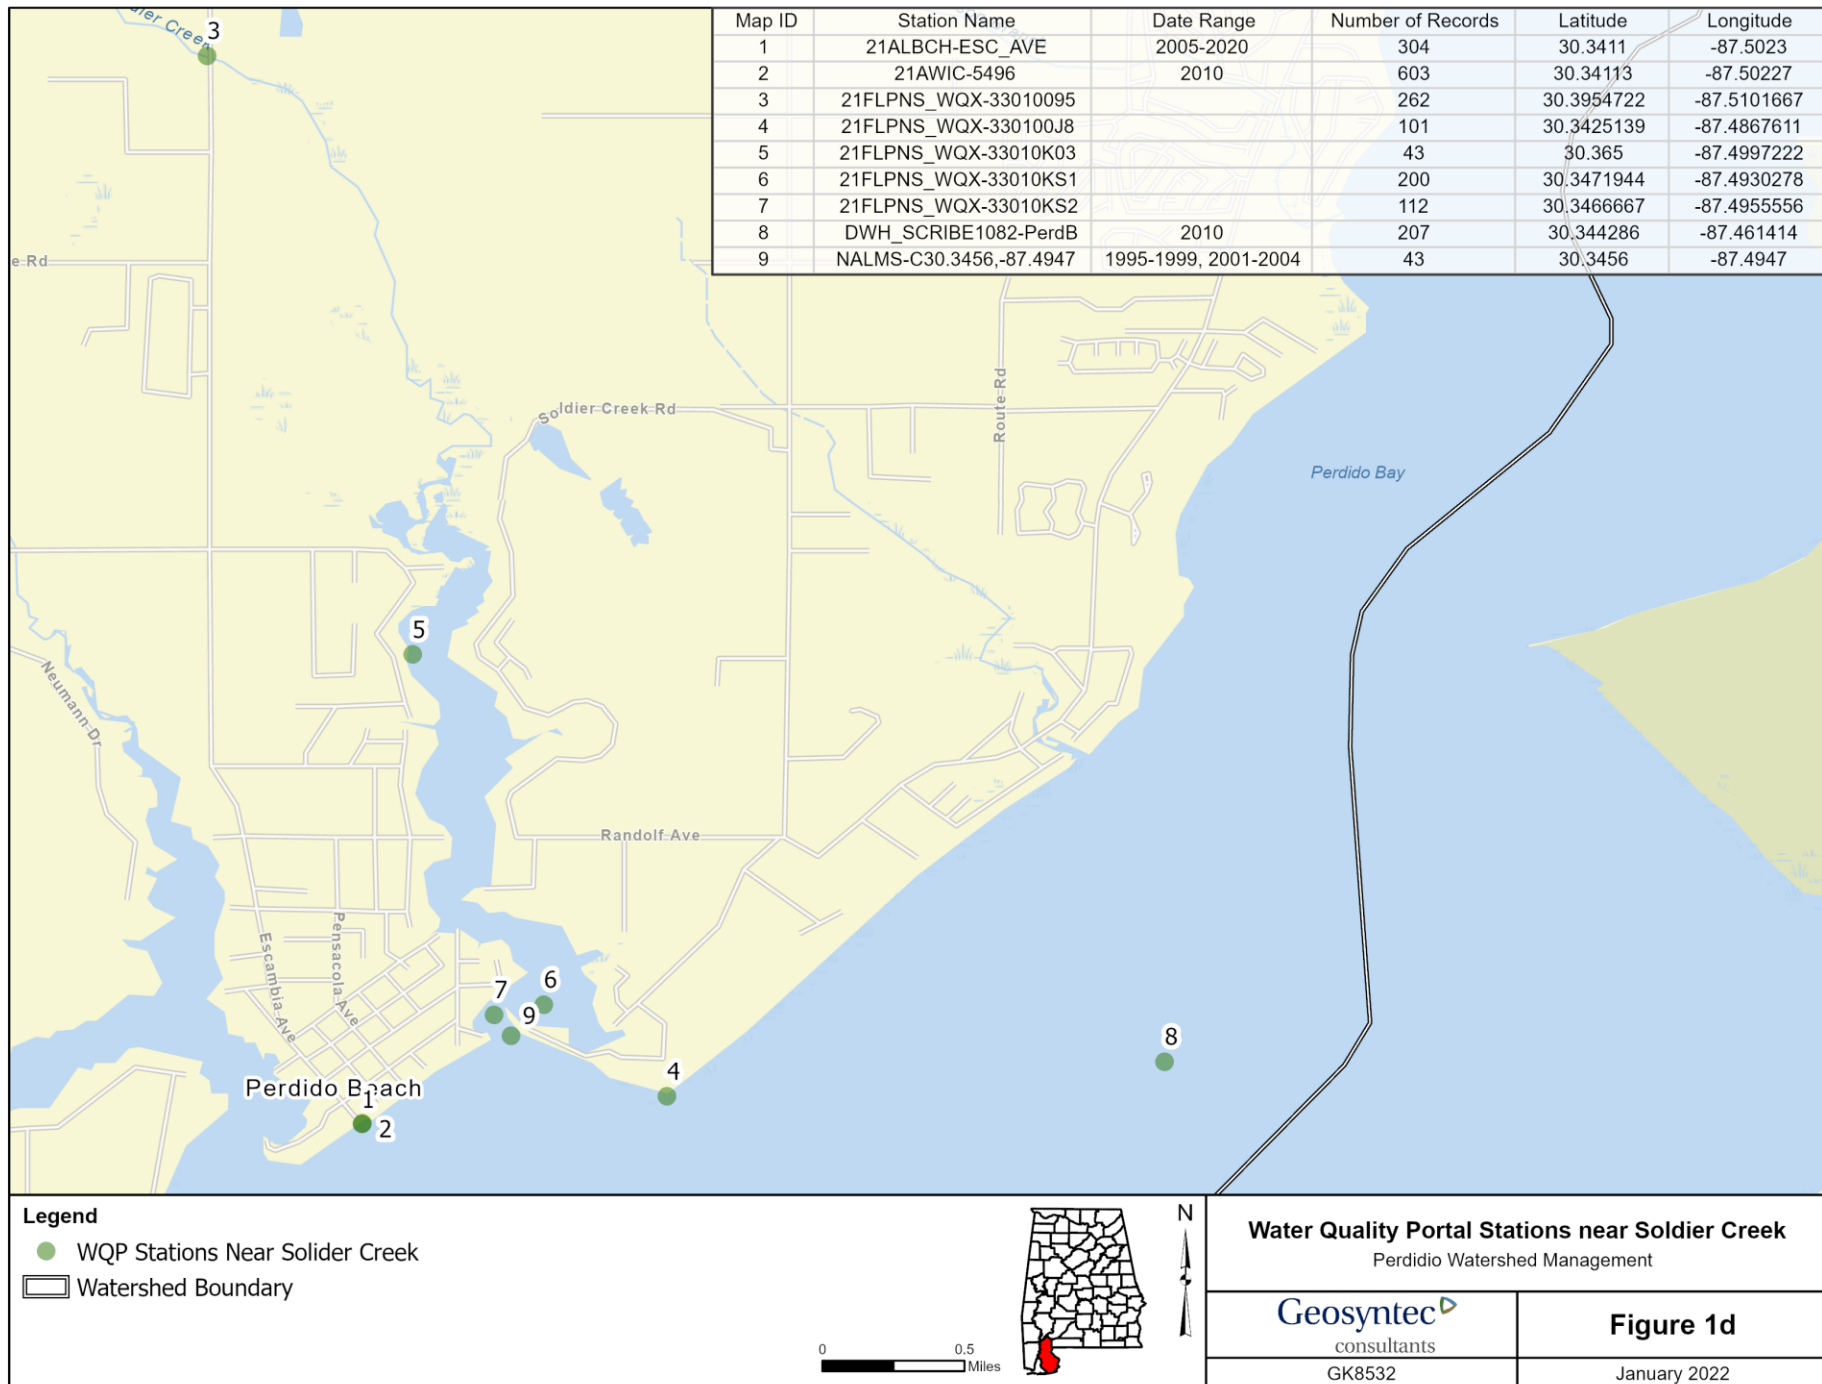 Map ID Station Name Date Range Number of Records Latitude Longitude
1 21ALBCH-ESC_AVE 2005-2020 304 30.3411 -87.5023
2 21AWIC-5496 2010 603 30.34113 -87.50227
3 21FLPNS_WQX-33010095 262 30.3954722 -87.5101667
4 21FLPNS_WQX-330100J8 101 30.3425139 -87.4867611
5 21FLPNS_WQX-33010K03 43 30.365 -87.4997222
6 21FLPNS_WQX-33010KS1 200 30.3471944 -87.4930278
7 21FLPNS_WQX-33010KS2 112 30.3466667 -87.4955556
8 DWH_SCRIBE1082-PerdB 2010 207 30.344286 -87.461414
9 NALMS-C30.3456,-87.4947 1995-1999, 2001-2004 43 30.3456 -87.4947
Creek
3
e Rd
Soldier Creek Rd
Route Rd
Perdido Bay
5
Neumann Dr
Randolf Ave
Escambia Ave
Pensacola Ave
7
6
9
8
4
Perdido Beach
1
2
Legend
WQP Stations Near Solider Creek
Watershed Boundary
0 0.5
Miles
N
Water Quality Portal Stations near Soldier Creek
Perdidio Watershed Management
Geosyntec
consultants
Figure 1d
GK8532
January 2022